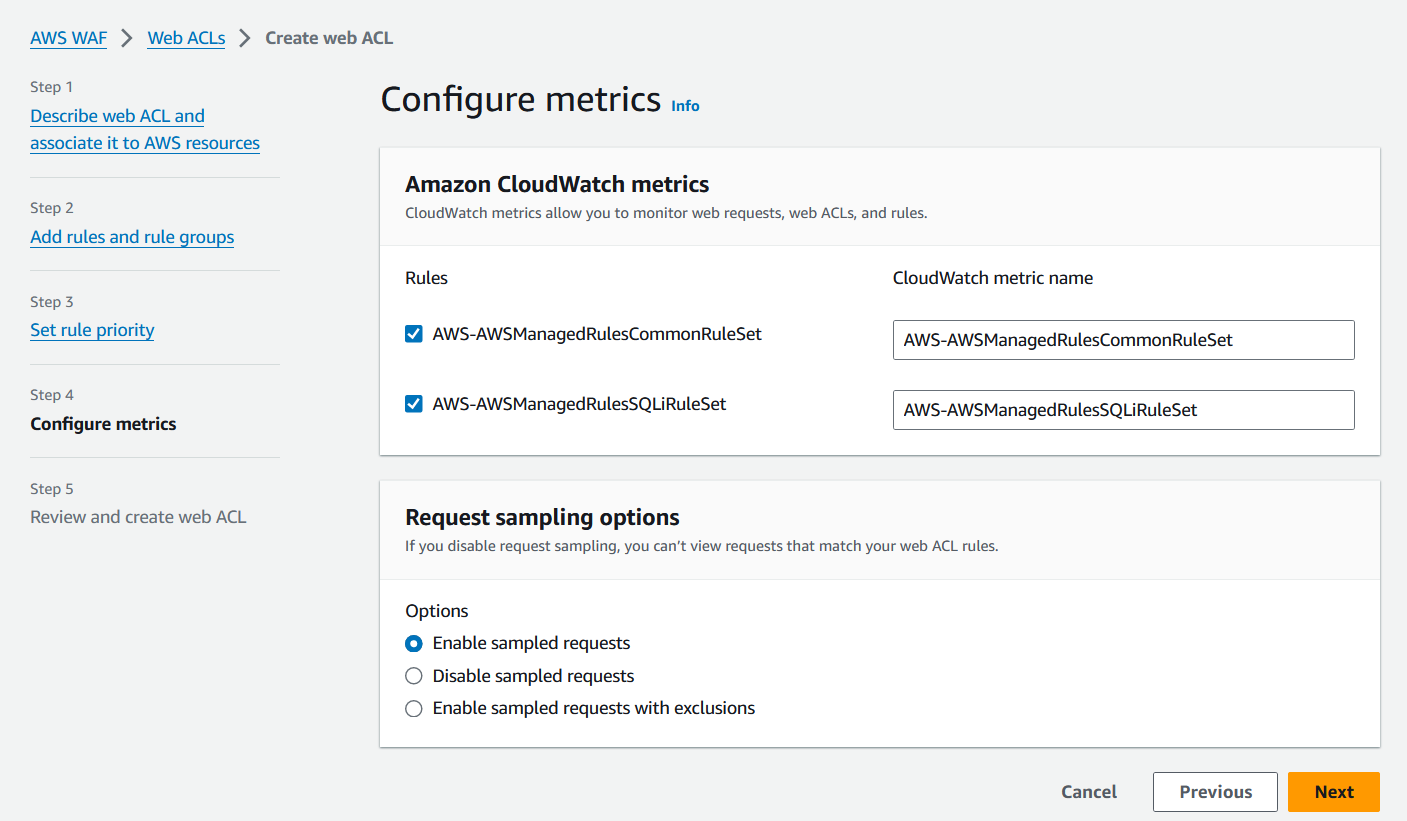 AWS WAF > Web ACLs > Create web ACL
Step 1
Describe web ACL and
associate it to AWS resources
Step 2
Add rules and rule groups
Step 3
Set rule priority
Step 4
Configure metrics
Step 5
Review and create web ACL
Configure metrics Info
Amazon CloudWatch metrics
CloudWatch metrics allow you to monitor web requests, web ACLs, and rules.
Rules CloudWatch metric name
AWS-AWSManagedRulesCommonRuleSet AWS-AWSManagedRulesCommonRuleSet
AWS-AWSManagedRulesSQLiRuleSet AWS-AWSManagedRulesSQLiRuleSet
Request sampling options
If you disable request sampling, you can’t view requests that match your web ACL rules.
Options
Enable sampled requests
Disable sampled requests
Enable sampled requests with exclusions
Cancel Previous Next